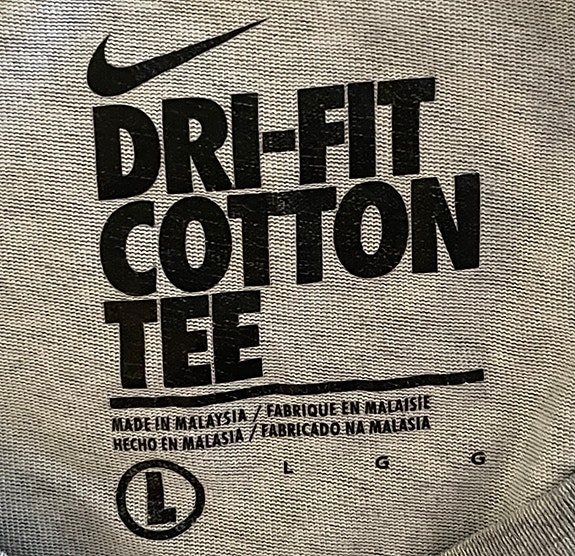 DRI-FIT
COTTON
TEE
MADE IN MALAYSIA / FABRIQUE EN MALAISIE
HECHO EN MALASIA / FABRICADO NA MALASIA
L L G G